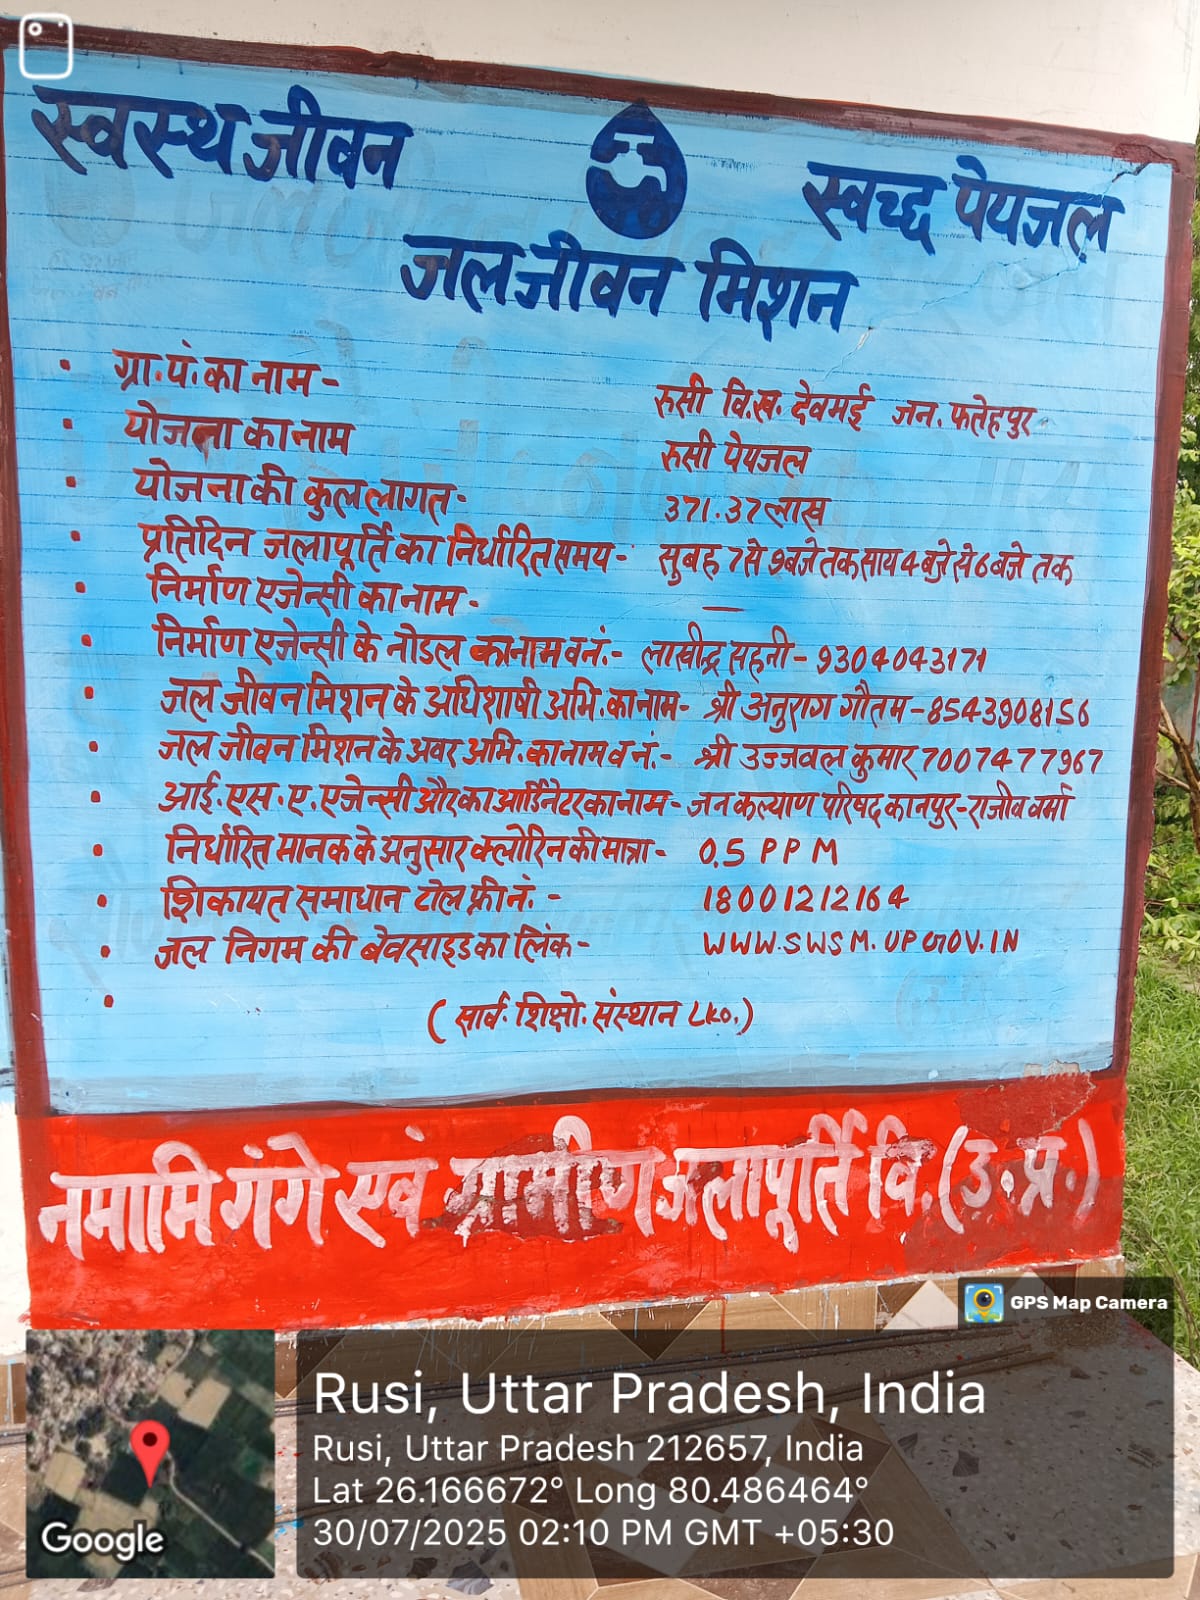 स्वस्थ जीवन
स्वच्छ पेयजल
जल जीवन मिशन
• ग्रा.पं. का नाम - रुसी वि.ख. देवमई जन. फतेहपुर
• योजना का नाम रुसी पेयजल
• योजना की कुल लागत - 371.37 लाख
• प्रतिदिन जलापूर्ति का निर्धारित समय - सुबह 7 से 9 बजे तक साय 4 बजे से 6 बजे तक
• निर्माण एजेन्सी का नाम - —
• निर्माण एजेन्सी के नोडल का नाम व नं. - लाखीन्द्र सहनी - 9304043171
• जल जीवन मिशन के अधिशाषी अभि. का नाम - श्री अनुराग गौतम - 8543908156
• जल जीवन मिशन के अवर अभि. का नाम व नं. - श्री उज्जवल कुमार 7007477967
• आई. एस. ए. एजेन्सी और का आर्डिनेटर का नाम - जन कल्याण परिषद कानपुर - राजीव वर्मा
• निर्धारित मानक के अनुसार क्लोरिन की मात्रा - 0.5 PPM
• शिकायत समाधान टोल फ्री नं. - 18001212164
• जल निगम की बेवसाइड का लिंक - WWW.SWSM.UPGOV.IN
• (सार्व. शिक्षो. संस्थान LKO.)
नमामि गंगे एवं ग्रामीण जलापूर्ति वि. (उ.प्र.)
GPS Map Camera
Rusi, Uttar Pradesh, India
Rusi, Uttar Pradesh 212657, India
Lat 26.166672° Long 80.486464°
30/07/2025 02:10 PM GMT +05:30
Google